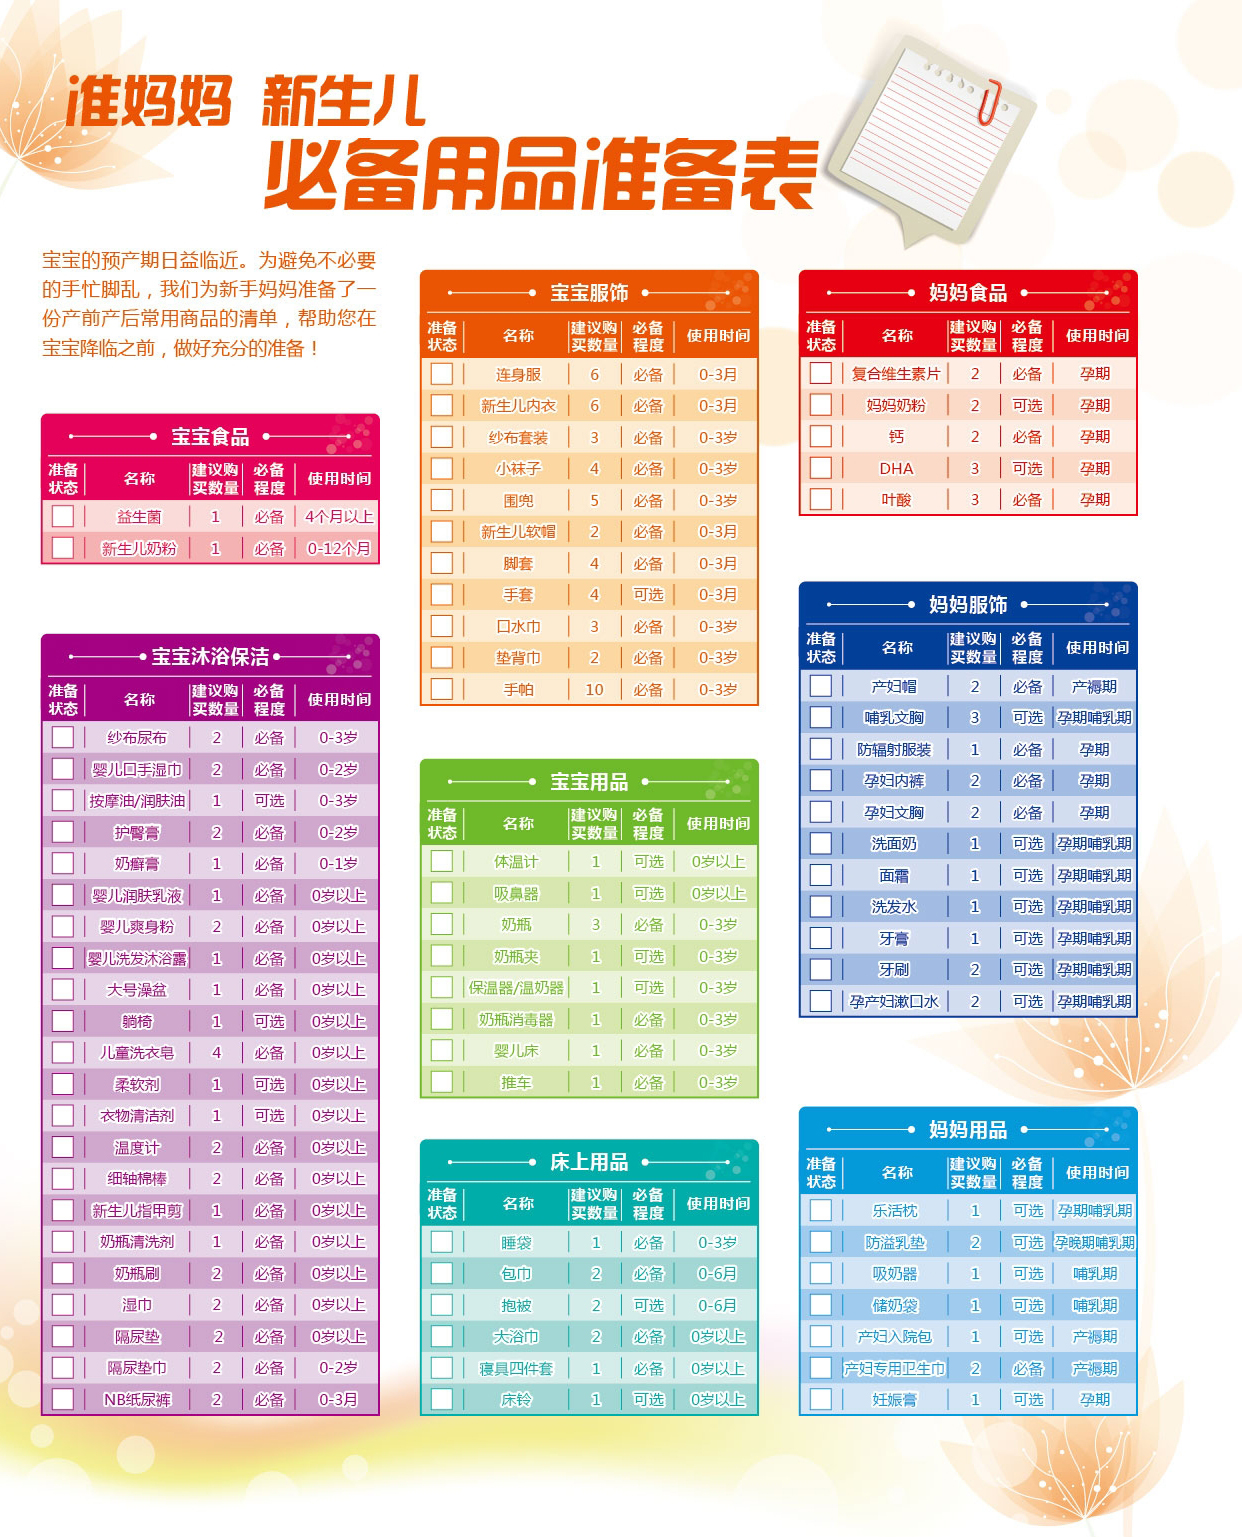 准妈妈 新生儿
必备用品准备表
宝宝的预产期日益临近。为避免不必要
的手忙脚乱，我们为新手妈妈准备了一
份产前产后常用商品的清单，帮助您在
宝宝降临之前，做好充分的准备！
宝宝食品
准备状态 名称 建议购买数量 必备程度 使用时间
益生菌 1 必备 4个月以上
新生儿奶粉 1 必备 0-12个月
宝宝沐浴保洁
准备状态 名称 建议购买数量 必备程度 使用时间
纱布尿布 2 必备 0-3岁
婴儿口手湿巾 2 必备 0-2岁
按摩油/润肤油 1 可选 0-3岁
护臀膏 2 必备 0-2岁
奶癣膏 1 必备 0-1岁
婴儿润肤乳液 1 必备 0岁以上
婴儿爽身粉 2 必备 0岁以上
婴儿洗发沐浴露 1 必备 0岁以上
大号澡盆 1 必备 0岁以上
躺椅 1 可选 0岁以上
儿童洗衣皂 4 必备 0岁以上
柔软剂 1 可选 0岁以上
衣物清洁剂 1 可选 0岁以上
温度计 2 必备 0岁以上
细轴棉棒 2 必备 0岁以上
新生儿指甲剪 1 必备 0岁以上
奶瓶清洗剂 1 必备 0岁以上
奶瓶刷 2 必备 0岁以上
湿巾 2 必备 0岁以上
隔尿垫 2 必备 0岁以上
隔尿垫巾 2 必备 0-2岁
NB纸尿裤 2 必备 0-3月
宝宝服饰
准备状态 名称 建议购买数量 必备程度 使用时间
连身服 6 必备 0-3月
新生儿内衣 6 必备 0-3月
纱布套装 3 必备 0-3岁
小袜子 4 必备 0-3岁
围兜 5 必备 0-3岁
新生儿软帽 2 必备 0-3月
脚套 4 必备 0-3月
手套 4 可选 0-3月
口水巾 3 必备 0-3岁
垫背巾 2 必备 0-3岁
手帕 10 必备 0-3岁
宝宝用品
准备状态 名称 建议购买数量 必备程度 使用时间
体温计 1 可选 0岁以上
吸鼻器 1 可选 0岁以上
奶瓶 3 必备 0-3岁
奶瓶夹 1 可选 0-3岁
保温器/温奶器 1 可选 0-3岁
奶瓶消毒器 1 必备 0-3岁
婴儿床 1 必备 0-3岁
推车 1 必备 0-3岁
床上用品
准备状态 名称 建议购买数量 必备程度 使用时间
睡袋 1 必备 0-3岁
包巾 2 必备 0-6月
抱被 2 可选 0-6月
大浴巾 2 必备 0岁以上
寝具四件套 1 必备 0岁以上
床铃 1 可选 0岁以上
妈妈食品
准备状态 名称 建议购买数量 必备程度 使用时间
复合维生素片 2 必备 孕期
妈妈奶粉 2 可选 孕期
钙 2 必备 孕期
DHA 3 可选 孕期
叶酸 3 必备 孕期
妈妈服饰
准备状态 名称 建议购买数量 必备程度 使用时间
产妇帽 2 必备 产褥期
哺乳文胸 3 可选 孕期哺乳期
防辐射服装 1 必备 孕期
孕妇内裤 2 必备 孕期
孕妇文胸 2 必备 孕期
洗面奶 1 可选 孕期哺乳期
面霜 1 可选 孕期哺乳期
洗发水 1 可选 孕期哺乳期
牙膏 1 可选 孕期哺乳期
牙刷 2 可选 孕期哺乳期
孕产妇漱口水 2 可选 孕期哺乳期
妈妈用品
准备状态 名称 建议购买数量 必备程度 使用时间
乐活枕 1 可选 孕期哺乳期
防溢乳垫 2 可选 孕晚期哺乳期
吸奶器 1 可选 哺乳期
储奶袋 1 可选 哺乳期
产妇入院包 1 可选 产褥期
产妇专用卫生巾 2 必备 产褥期
妊娠膏 1 可选 孕期